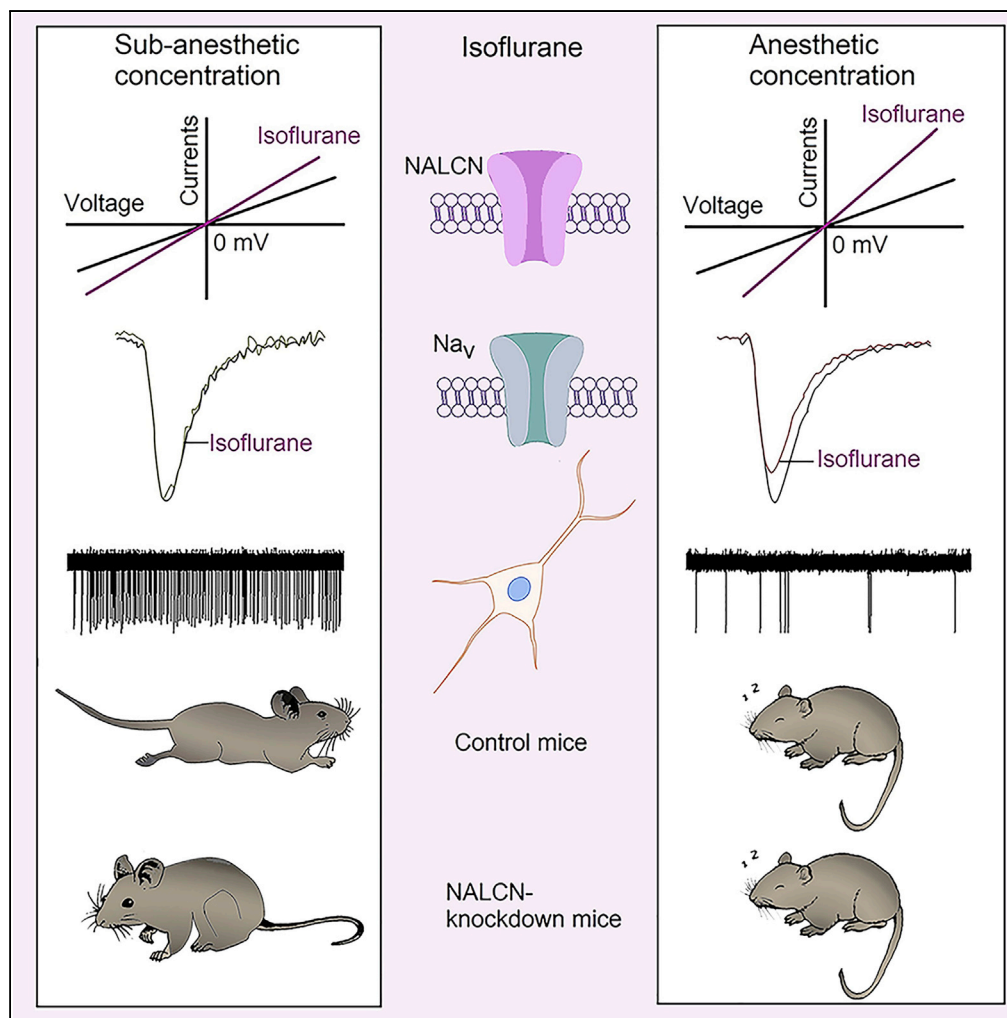 Sub-anesthetic
concentration
Currents
Isoflurane
Voltage
0 mV
Isoflurane
Isoflurane
NALCN
Nav
Control mice
NALCN-
knockdown mice
Anesthetic
concentration
Currents
Isoflurane
Voltage
0 mV
Isoflurane
z z
z z